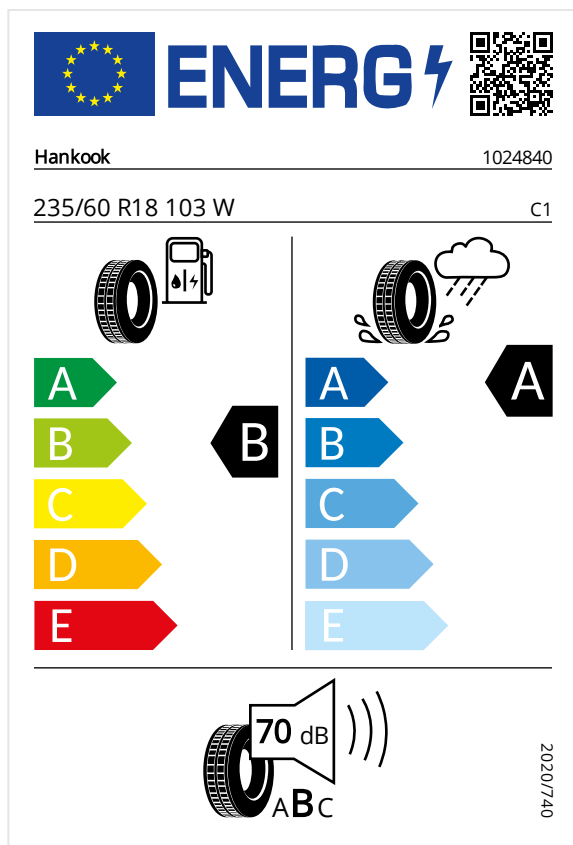 ENERG
Hankook 1024840
235/60 R18 103 W C1
A A A
B B B
C C
D D
E E
70 dB
ABC
2020/740